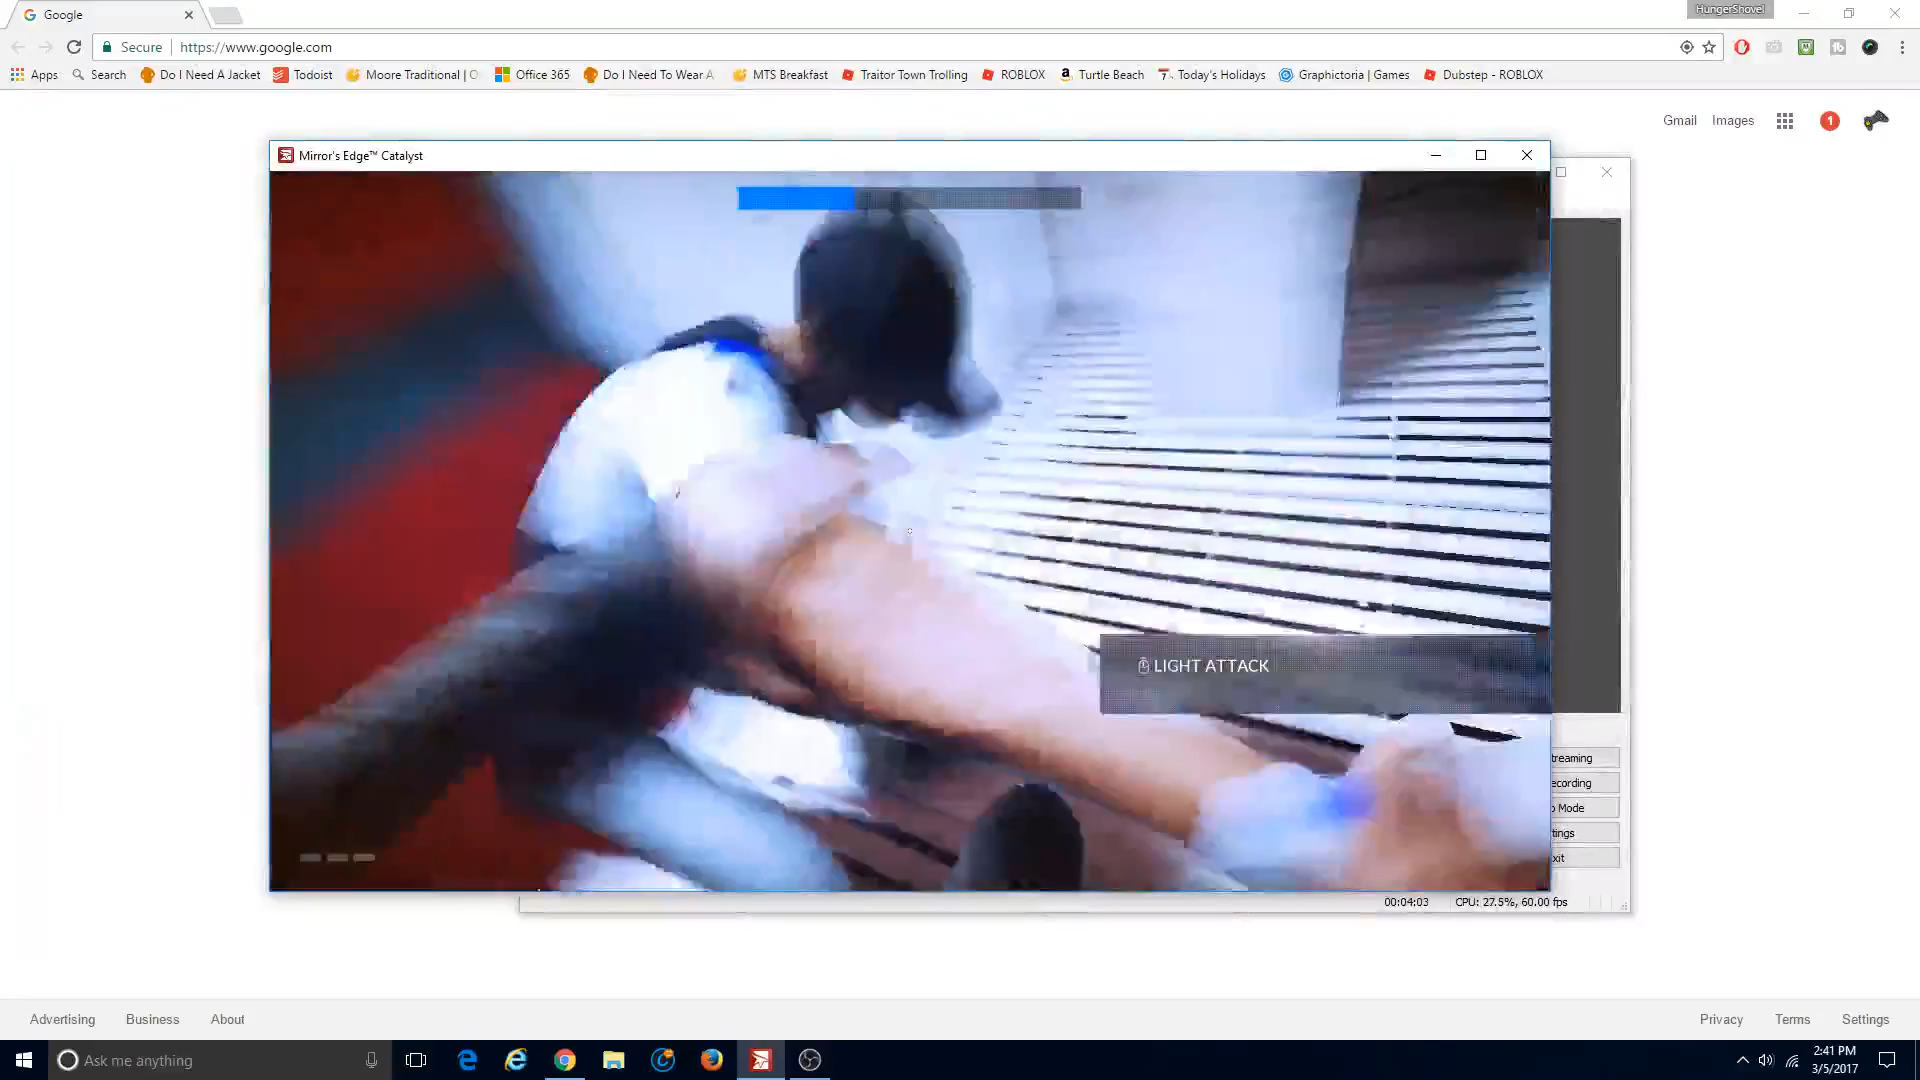 Google
HungerShovel
Secure https://www.google.com
Apps Search Do I Need A Jacket Todoist Moore Traditional | O Office 365 Do I Need To Wear A MTS Breakfast Traitor Town Trolling ROBLOX Turtle Beach Today's Holidays Graphictoria | Games Dubstep - ROBLOX
Gmail Images 1
Mirror's Edge™ Catalyst
LIGHT ATTACK
treaming
ecording
o Mode
ttings
xit
00:04:03 CPU: 27.5%, 60.00 fps
Advertising Business About Privacy Terms Settings
Ask me anything
2:41 PM
3/5/2017